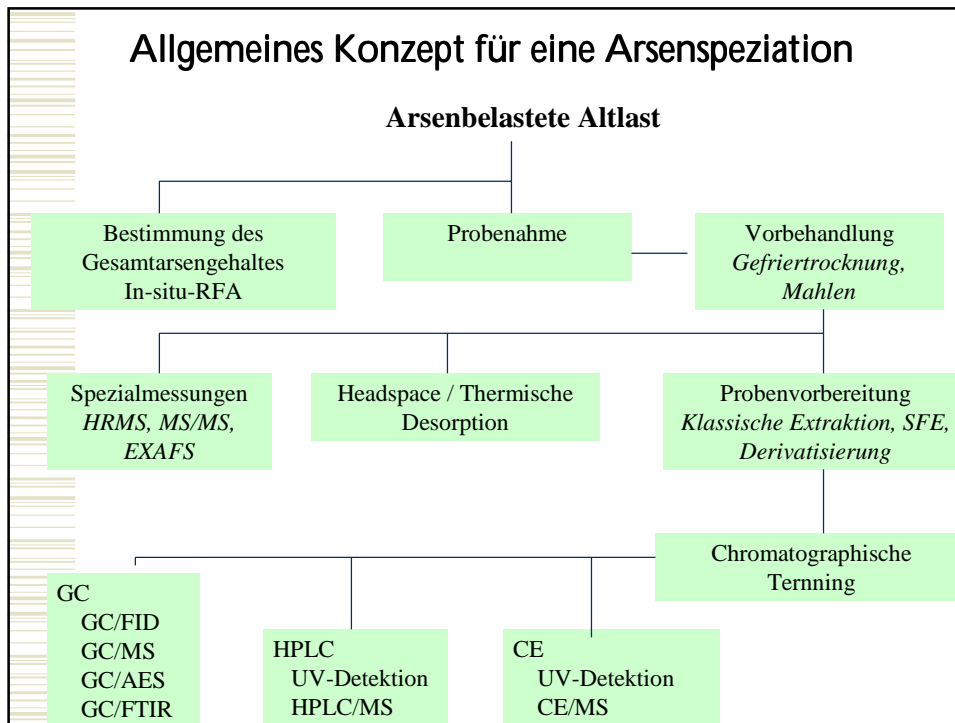 Allgemeines Konzept für eine Arsenspeziation
Arsenbelastete Altlast
Bestimmung des
Gesamtarsengehaltes
In-situ-RFA
Probenahme
Vorbehandlung
Gefriertrocknung,
Mahlen
Spezialmessungen
HRMS, MS/MS,
EXAFS
Headspace / Thermische
Desorption
Probenvorbereitung
Klassische Extraktion, SFE,
Derivatisierung
Chromatographische
Ternning
GC
GC/FID
GC/MS
GC/AES
GC/FTIR
HPLC
UV-Detektion
HPLC/MS
CE
UV-Detektion
CE/MS